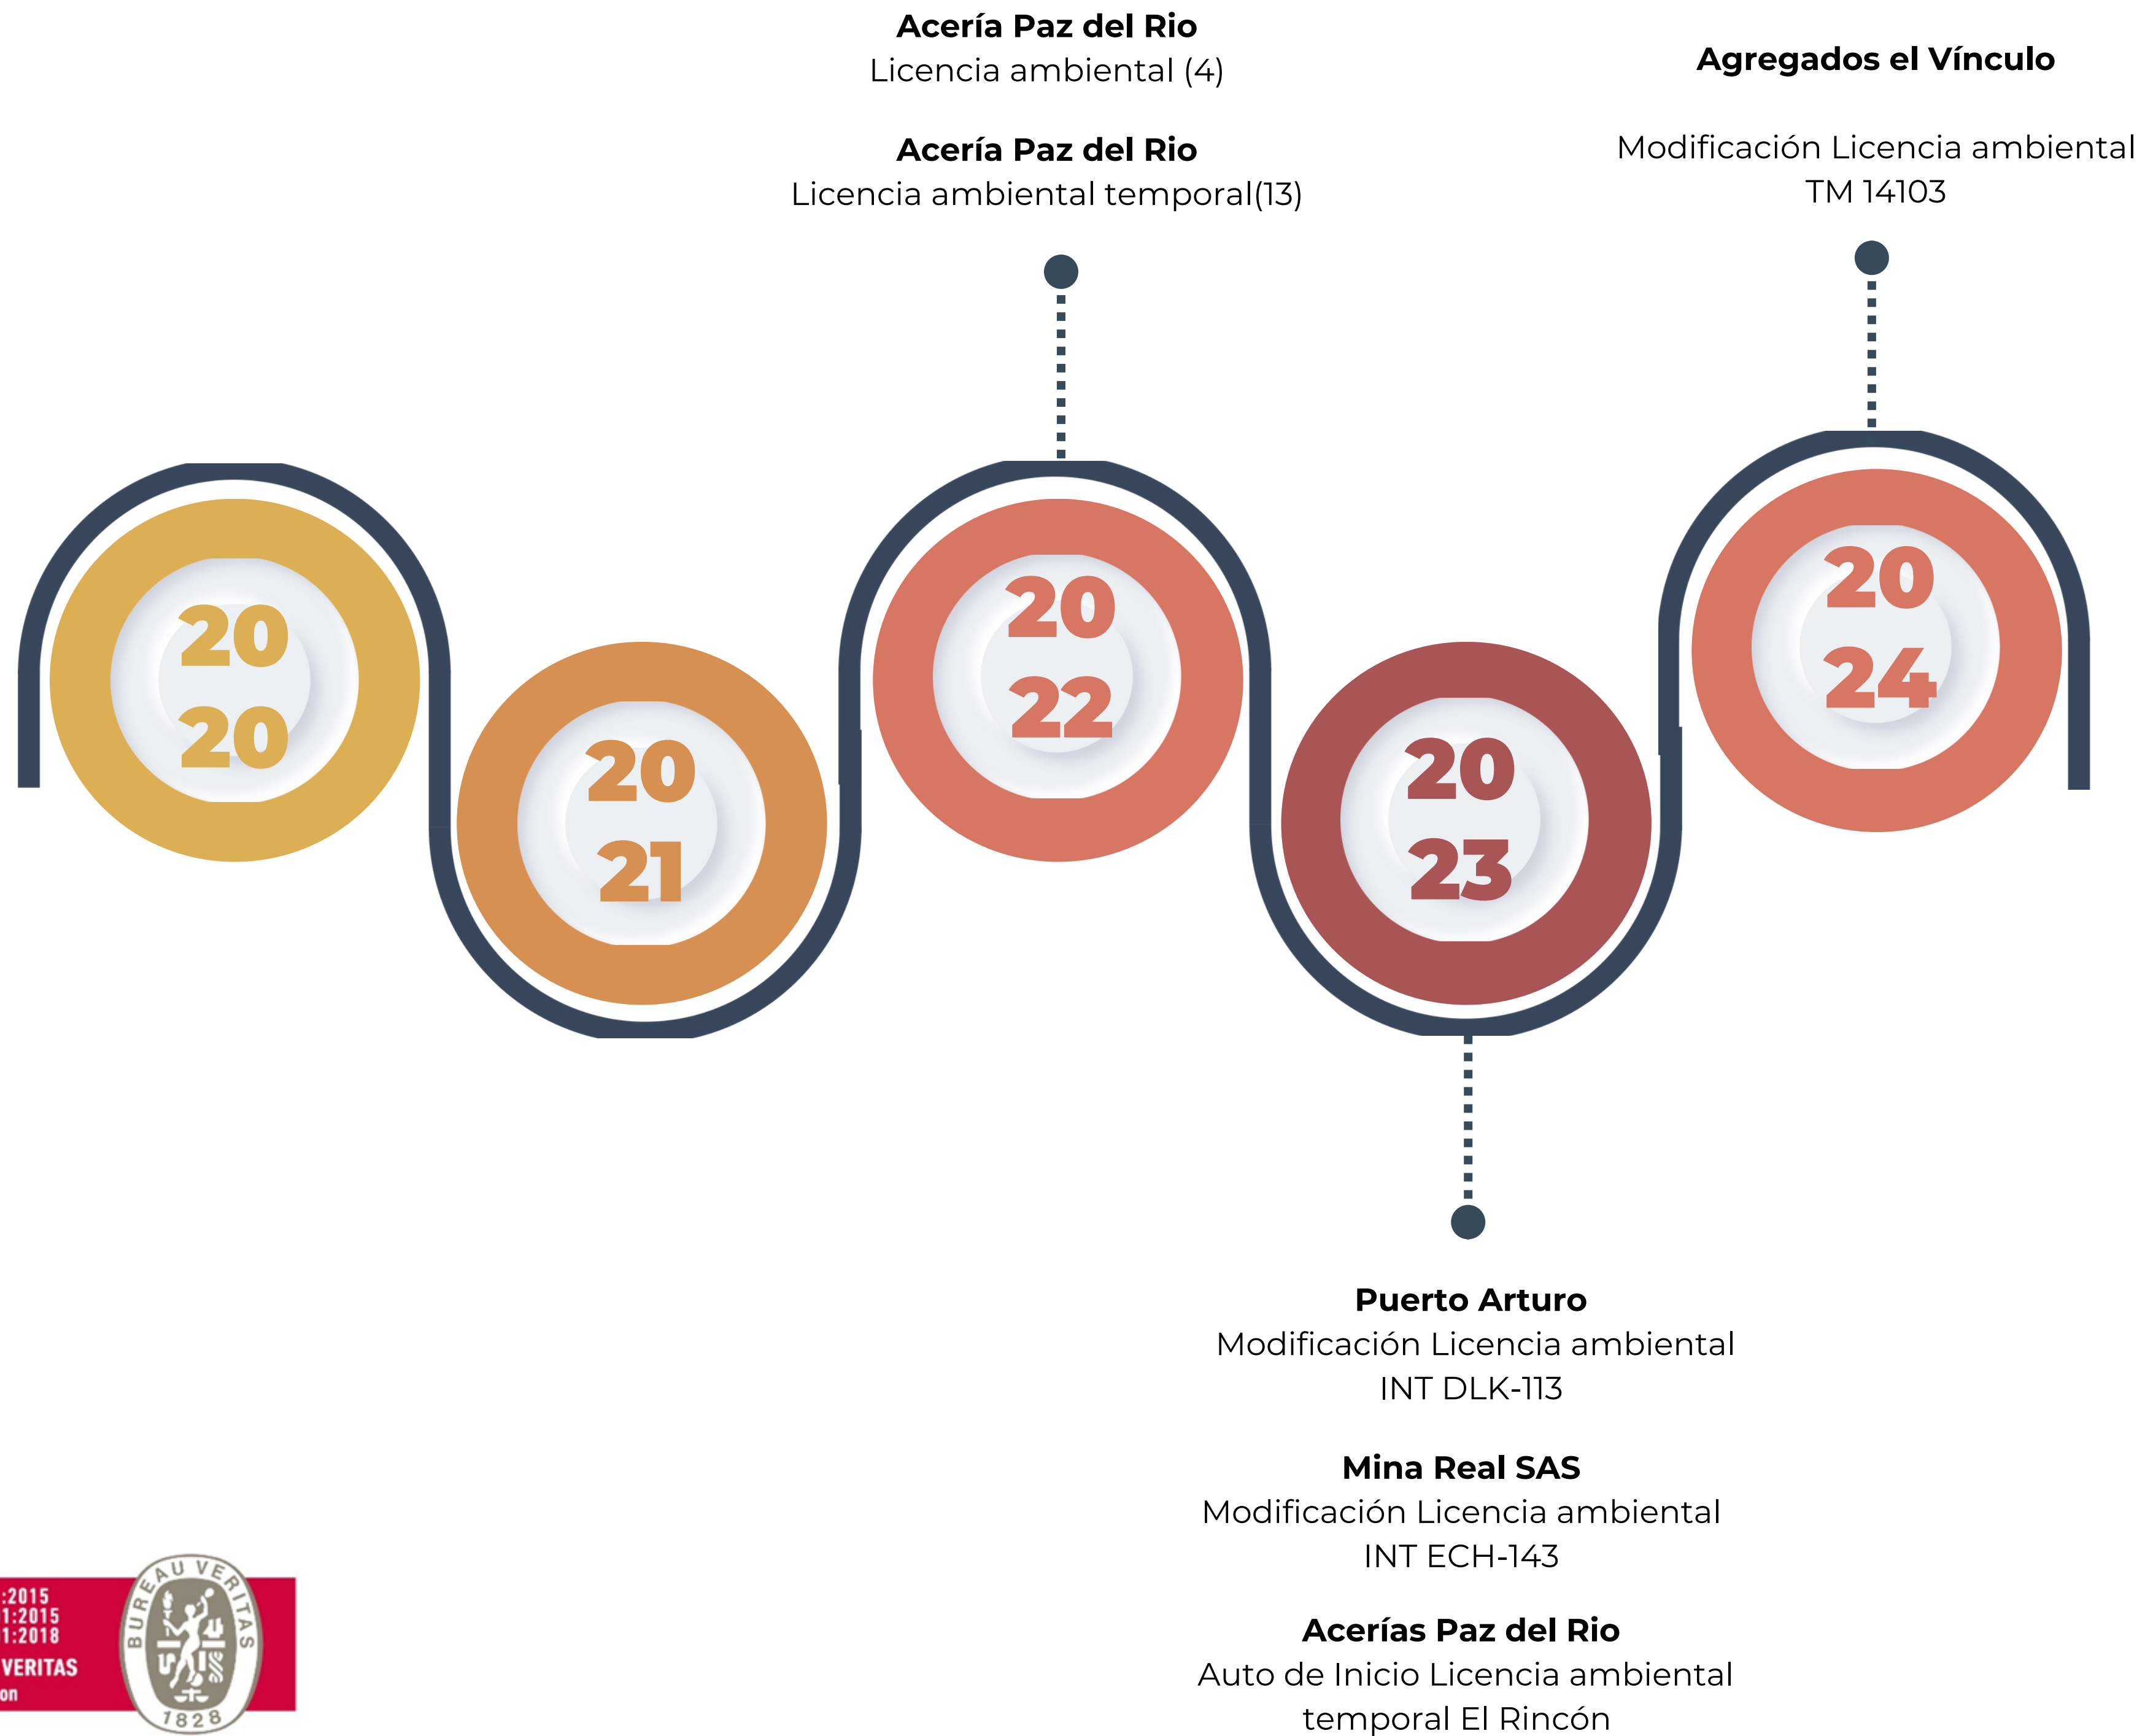 Acería Paz del Rio
Licencia ambiental (4)
Acería Paz del Rio
Licencia ambiental temporal(13)
Agregados el Vínculo
Modificación Licencia ambiental
TM 14103
20
20
20
21
20
22
20
23
20
24
Puerto Arturo
Modificación Licencia ambiental
INT DLK-113
Mina Real SAS
Modificación Licencia ambiental
INT ECH-143
Acerías Paz del Rio
Auto de Inicio Licencia ambiental
temporal El Rincón
:2015
1:2015
1:2018
VERITAS
on
BUREAU VERITAS
1828